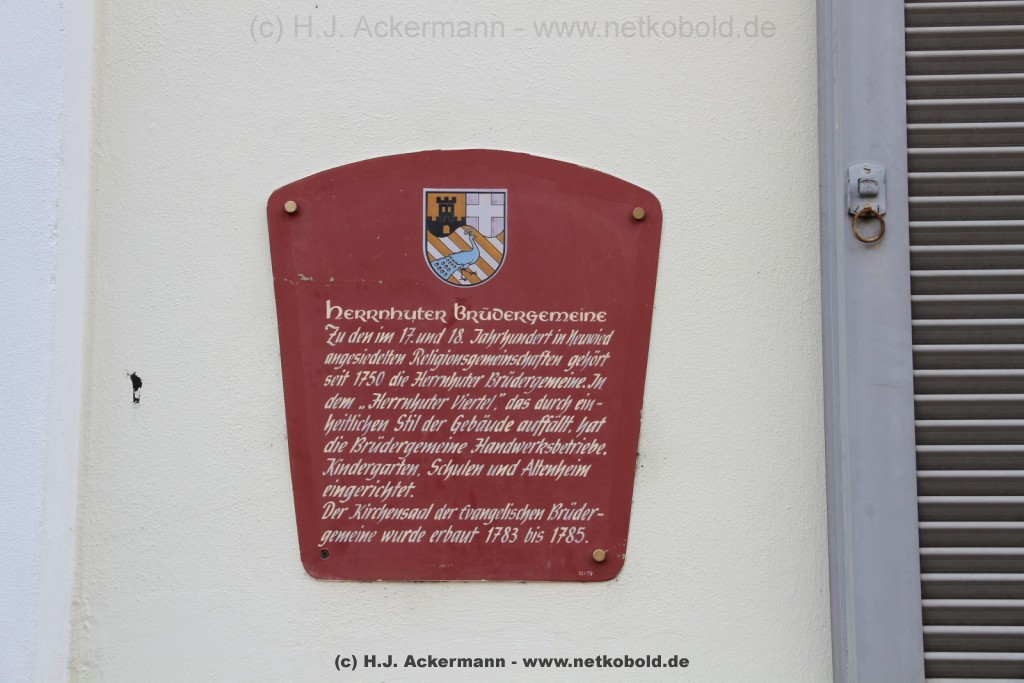 (c) H.J. Ackermann - www.netkobold.de
Herrnhuter Brüdergemeine
Zu den im 17. und 18. Jahrhundert in Neuwied
angesiedelten Religionsgemeinschaften gehört
seit 1750 die Herrnhuter Brüdergemeine. In
dem „Herrnhuter Viertel", das durch ein-
heitlichen Stil der Gebäude auffällt, hat
die Brüdergemeine Handwerksbetriebe,
Kindergarten, Schulen und Altenheim
eingerichtet.
Der Kirchensaal der Evangelischen Brüder-
gemeine wurde erbaut 1783 bis 1785.
(c) H.J. Ackermann - www.netkobold.de